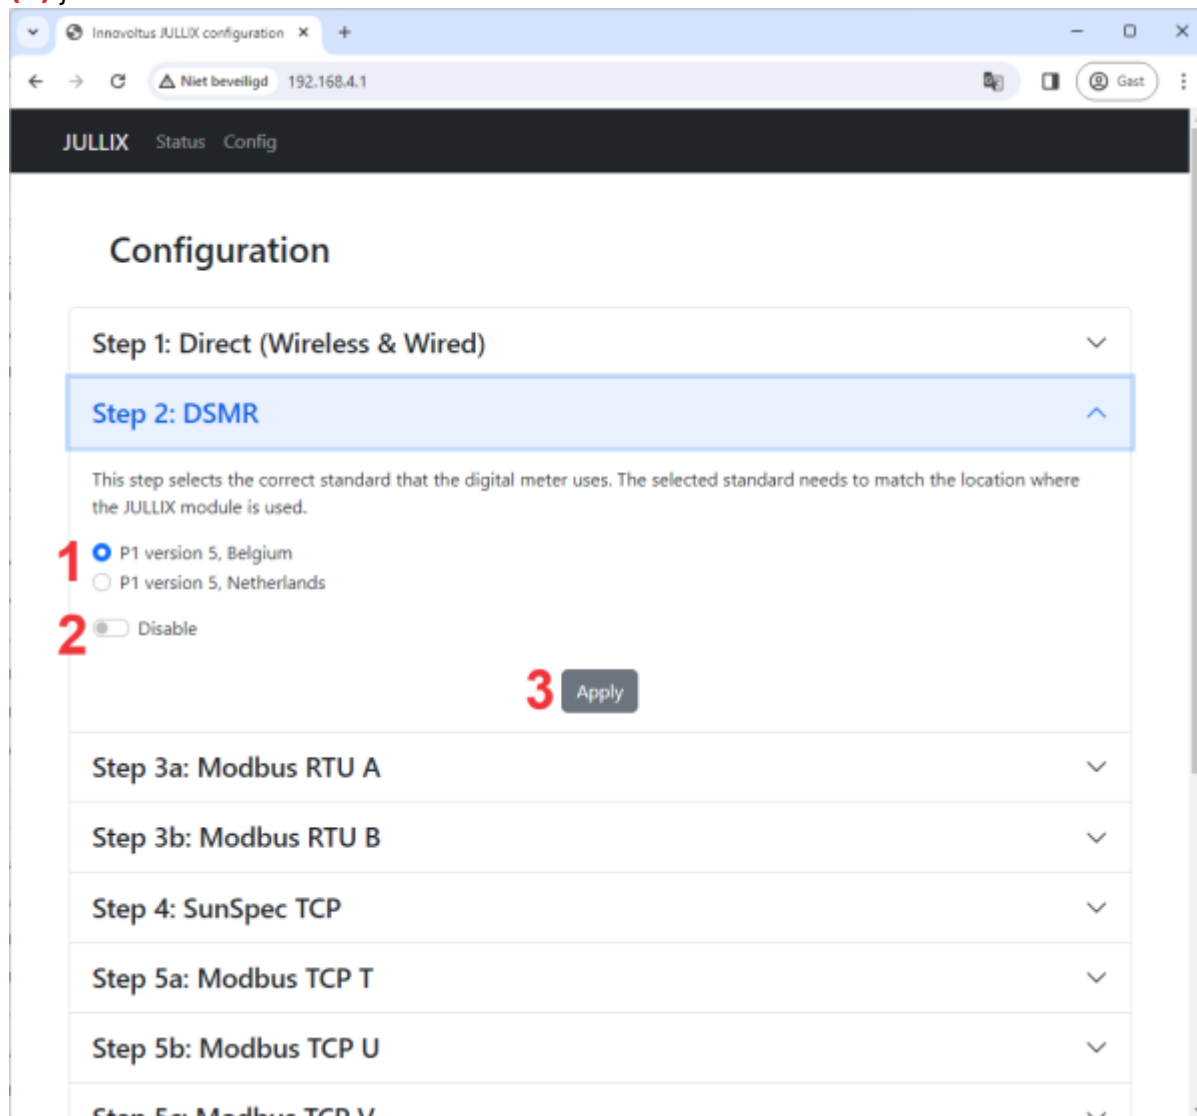 Innovoltus JULLIX configuration
Niet beveiligd 192.168.4.1
Gast
JULLIX Status Config
Configuration
Step 1: Direct (Wireless & Wired)
Step 2: DSMR
This step selects the correct standard that the digital meter uses. The selected standard needs to match the location where
the JULLIX module is used.
1
P1 version 5, Belgium
P1 version 5, Netherlands
2 Disable
3 Apply
Step 3a: Modbus RTU A
Step 3b: Modbus RTU B
Step 4: SunSpec TCP
Step 5a: Modbus TCP T
Step 5b: Modbus TCP U
Step 5c: Modbus TCP V